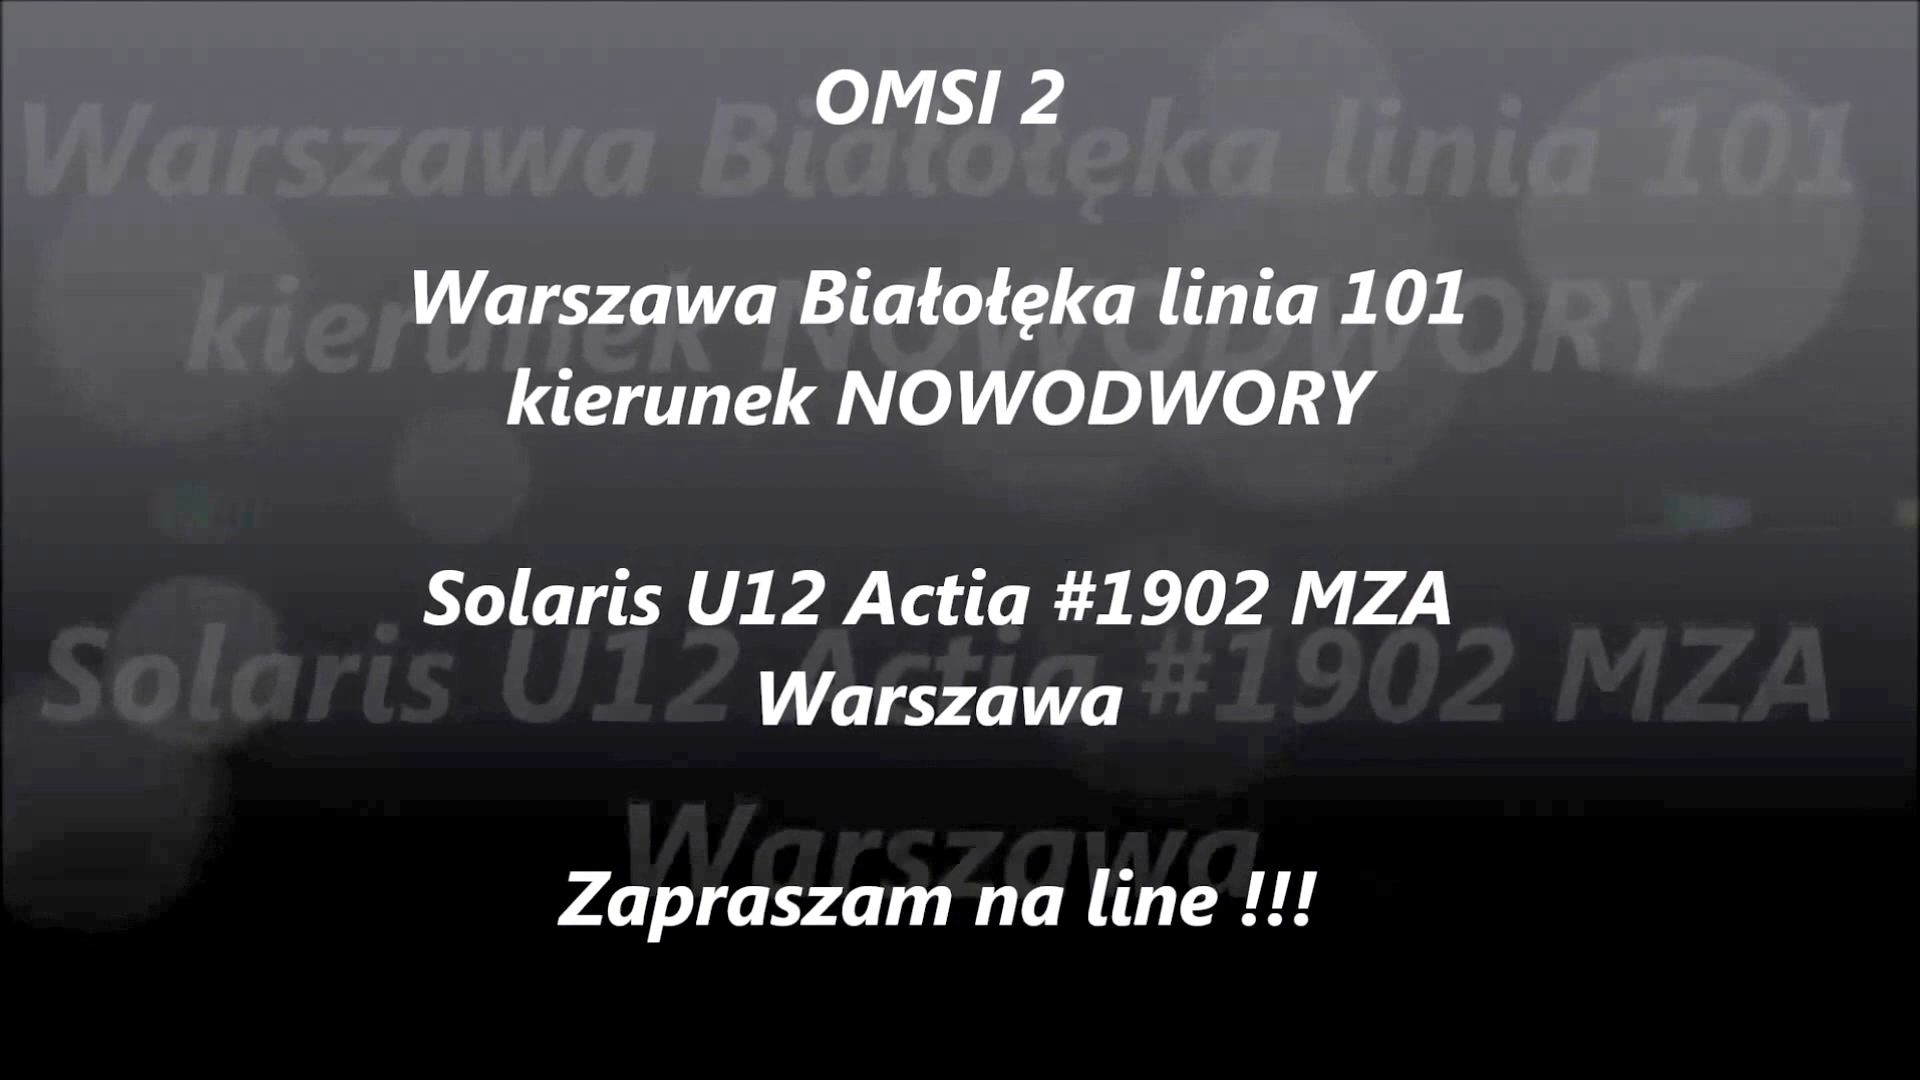 OMSI 2
Warszawa Białołęka linia 101
kierunek NOWODWORY
Solaris U12 Actia #1902 MZA
Warszawa
Zapraszam na line !!!